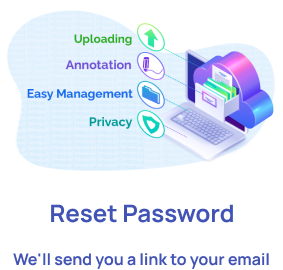 Uploading
Annotation
Easy Management
Privacy
Reset Password
We'll send you a link to your email